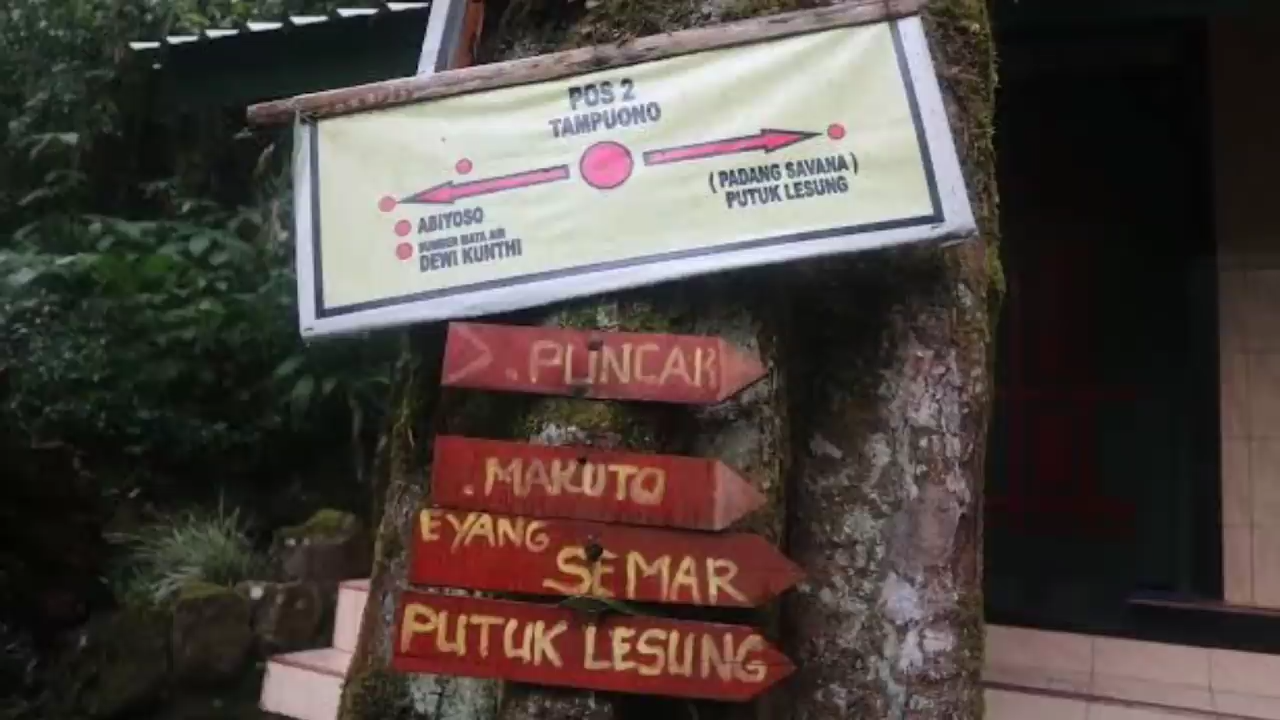 POS 2
TAMPUONO
( PADANG SAVANA )
PUTUK LESUNG
ABIYOSO
SUMBER MATA AIR
DEWI KUNTHI
PUNCAK
MAKUTO
EYANG
SEMAR
PUTUK LESUNG